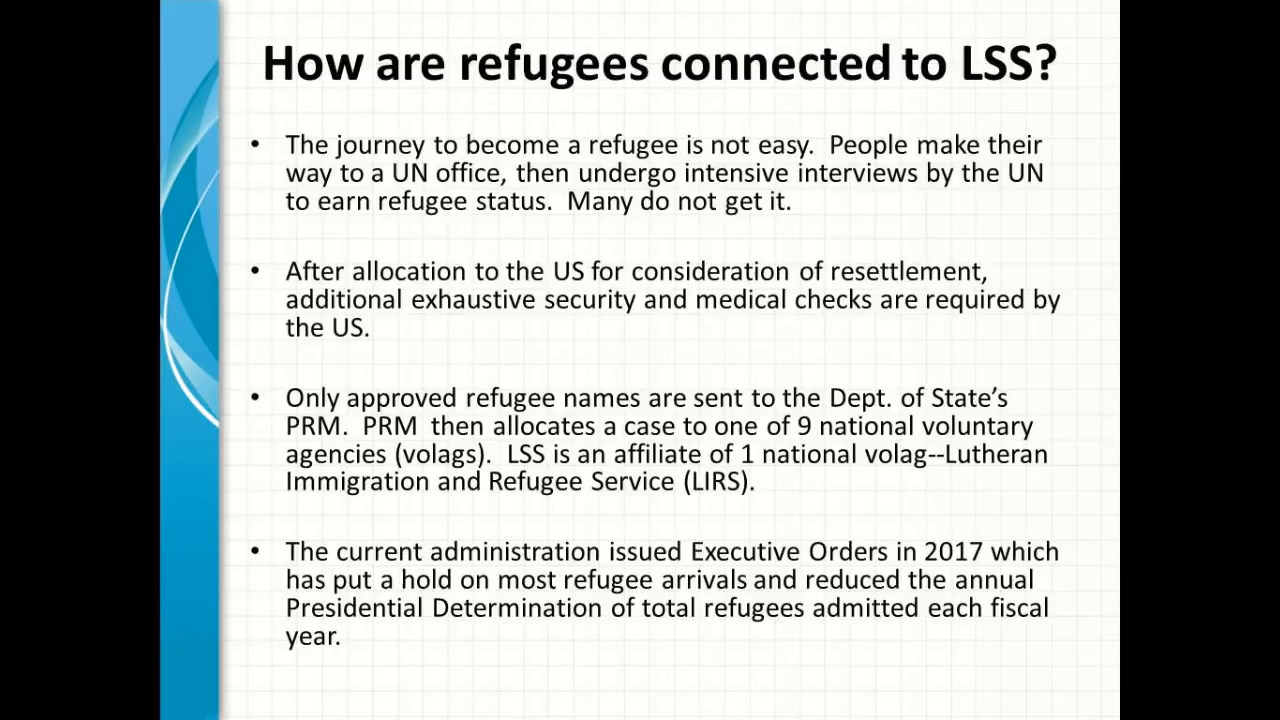 How are refugees connected to LSS?
• The journey to become a refugee is not easy.  People make their
way to a UN office, then undergo intensive interviews by the UN
to earn refugee status.  Many do not get it.
• After allocation to the US for consideration of resettlement,
additional exhaustive security and medical checks are required by
the US.
• Only approved refugee names are sent to the Dept. of State’s
PRM.  PRM  then allocates a case to one of 9 national voluntary
agencies (volags).  LSS is an affiliate of 1 national volag--Lutheran
Immigration and Refugee Service (LIRS).
• The current administration issued Executive Orders in 2017 which
has put a hold on most refugee arrivals and reduced the annual
Presidential Determination of total refugees admitted each fiscal
year.